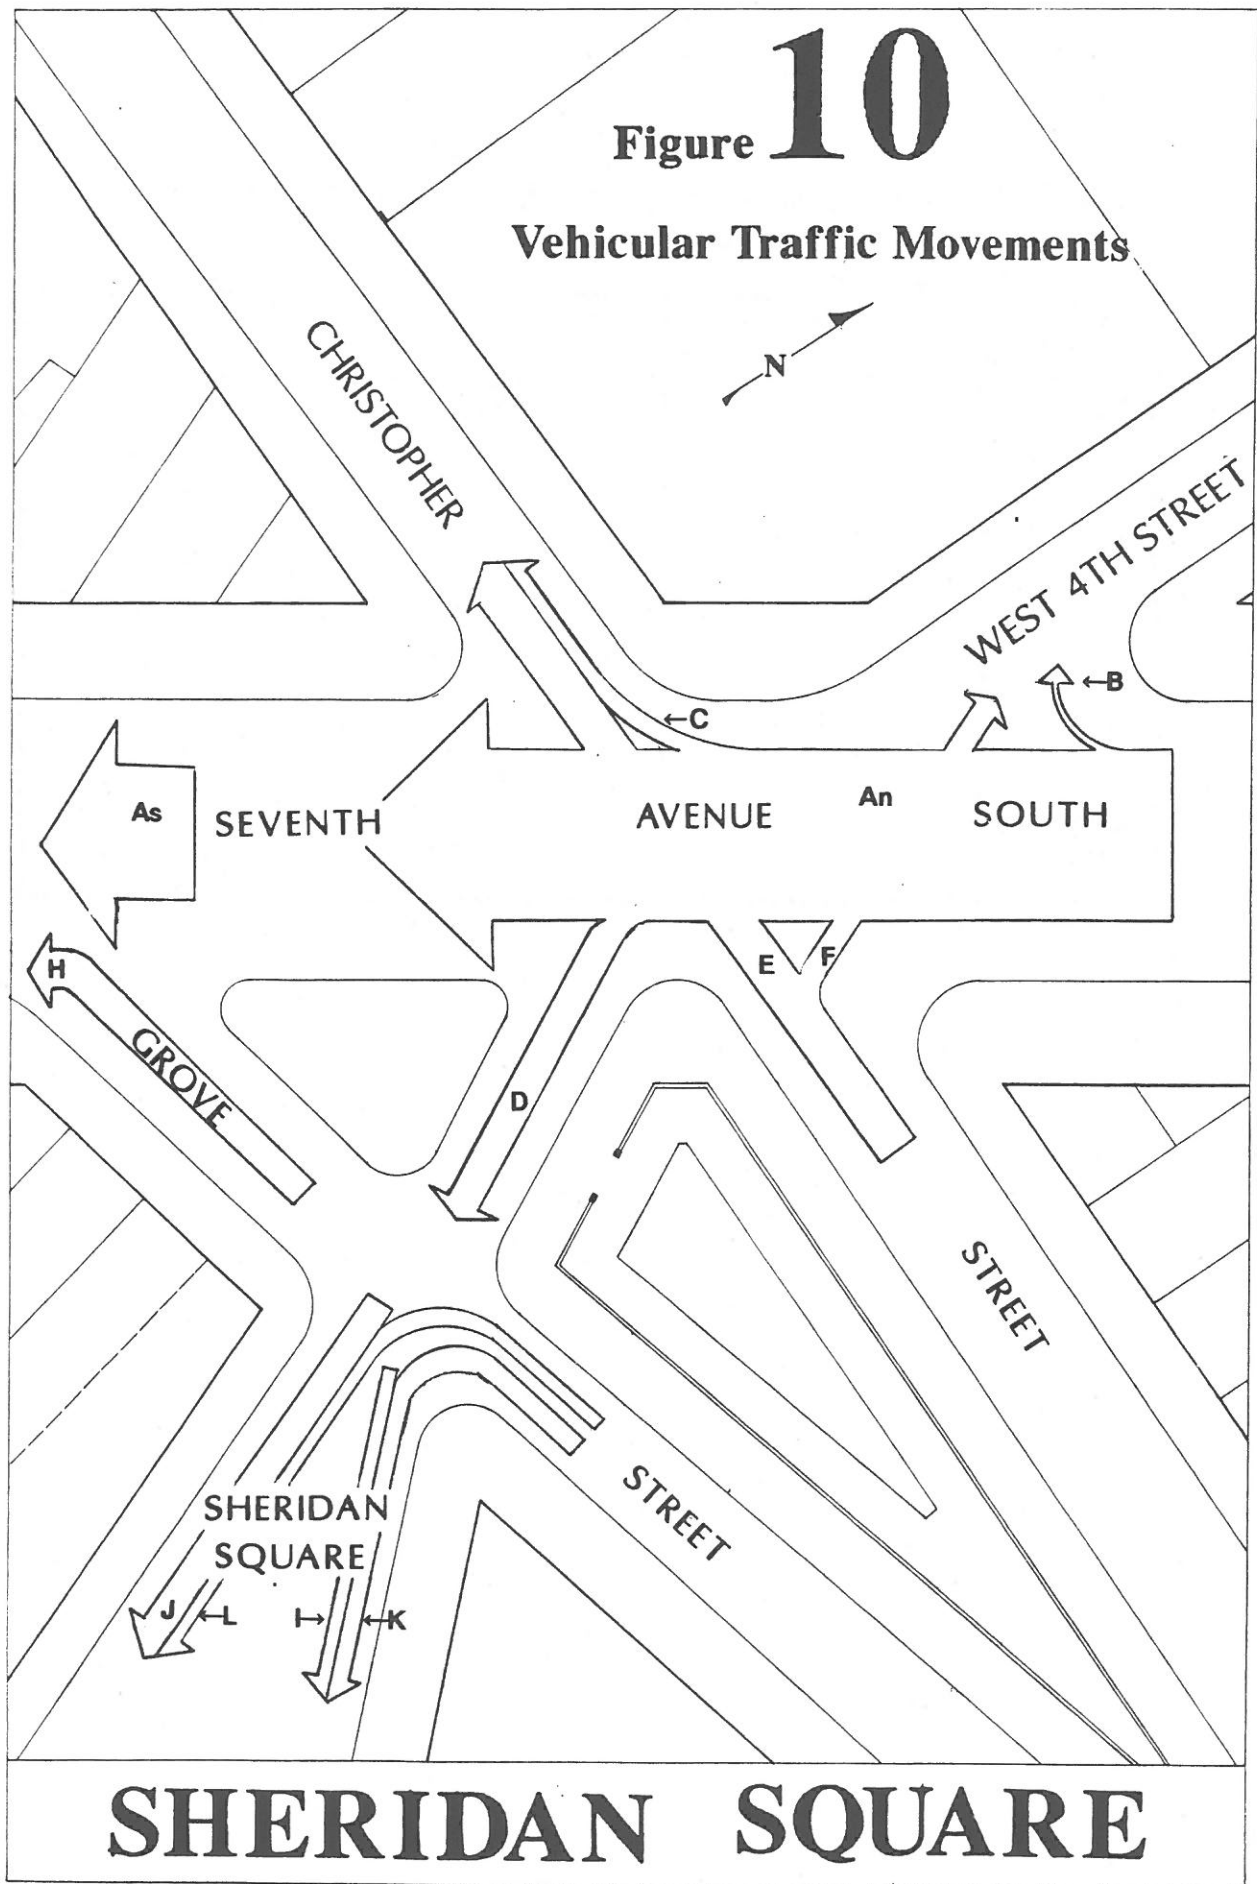 Figure 10
Vehicular Traffic Movements
N
CHRISTOPHER
WEST 4TH STREET
←B
←C
As
SEVENTH
AVENUE
An
SOUTH
H
E
F
GROVE
D
STREET
STREET
SHERIDAN
SQUARE
J
←L
I→
←K
SHERIDAN SQUARE